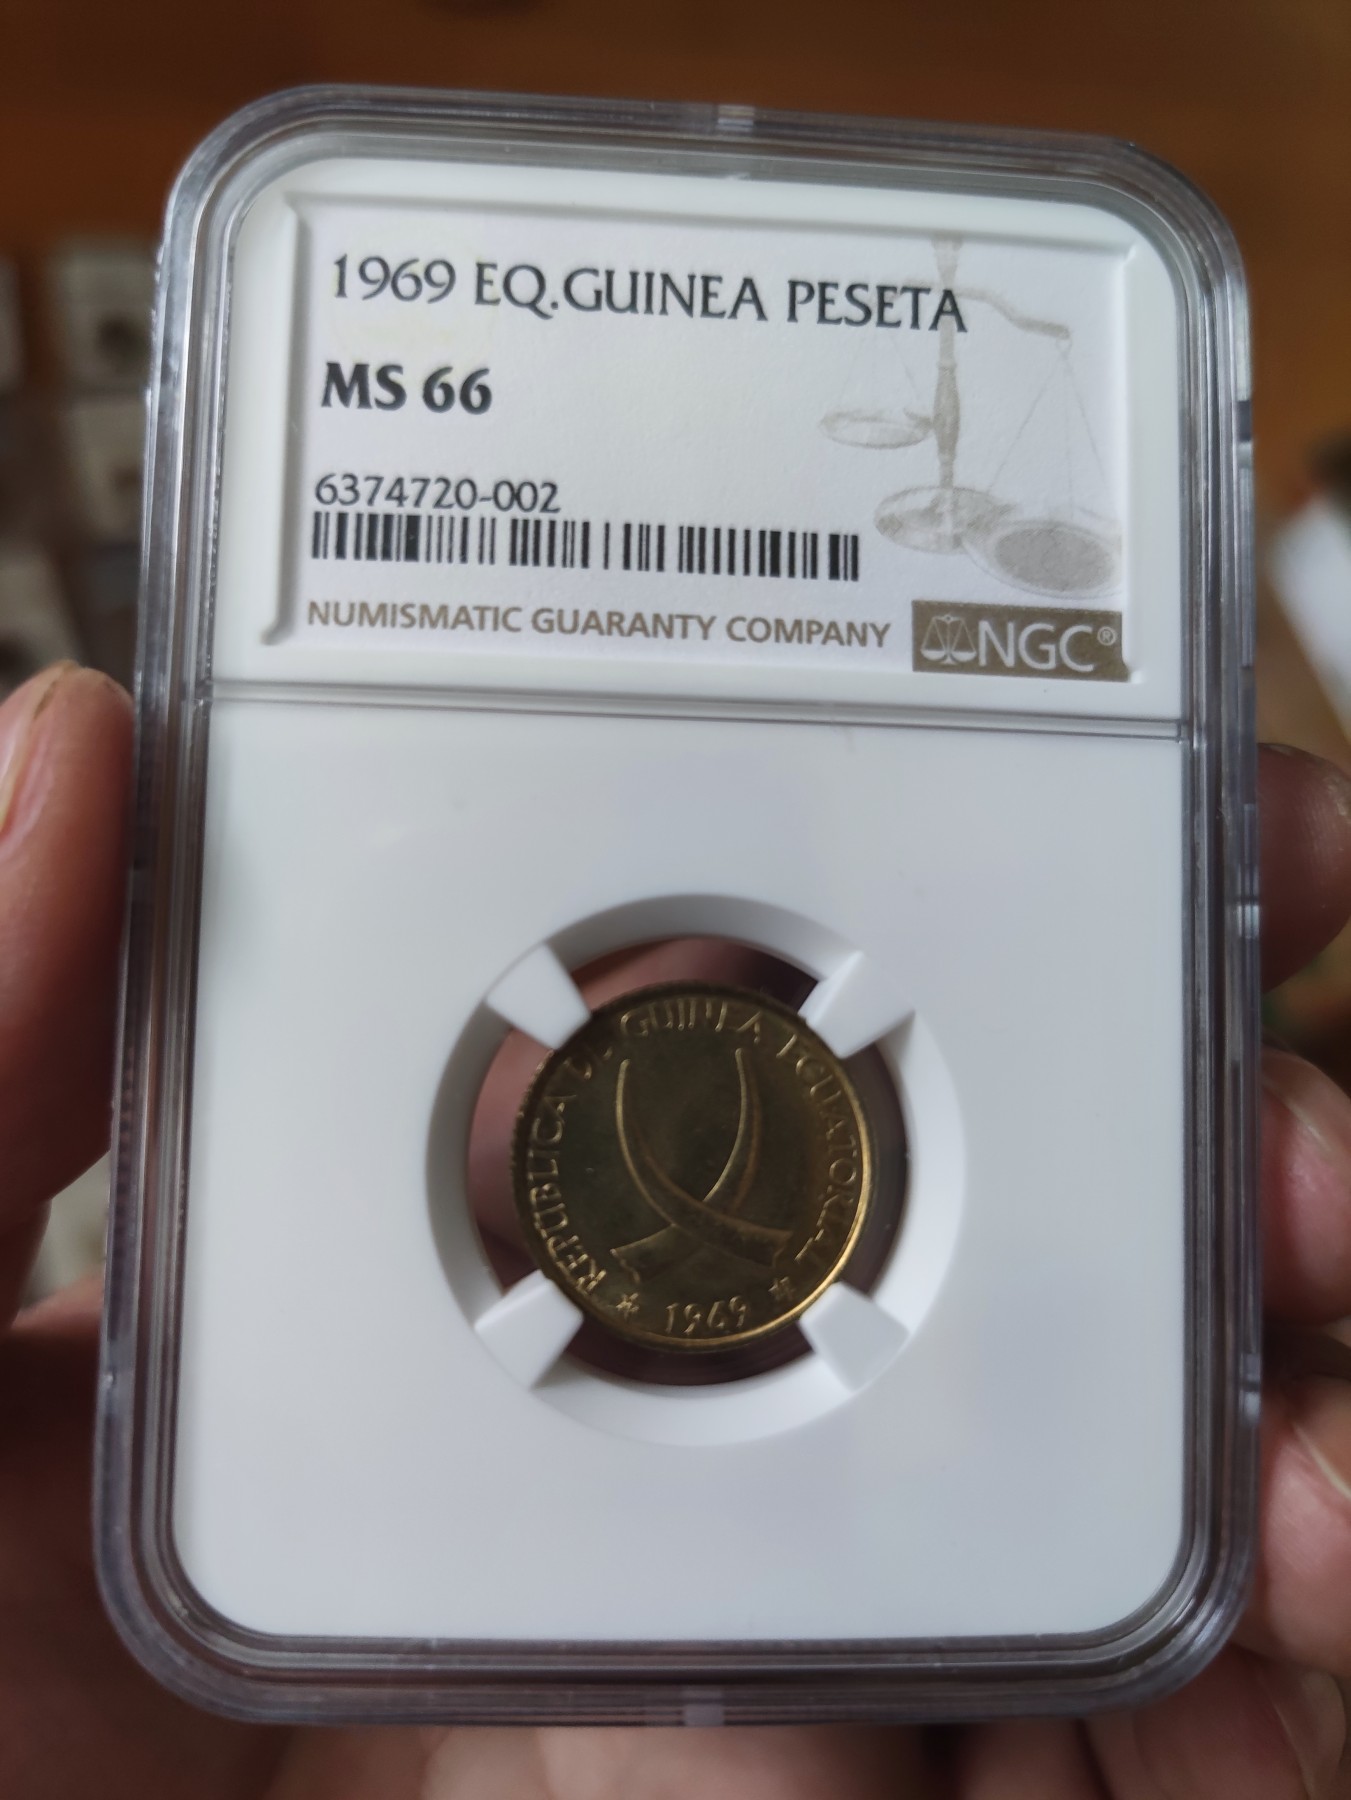 1969 EQ.GUINEA PESETA
MS 66
6374720-002
NUMISMATIC GUARANTY COMPANY
NGC®
REPUBLICA DE GUINEA ECUATORIAL
* 1969 *